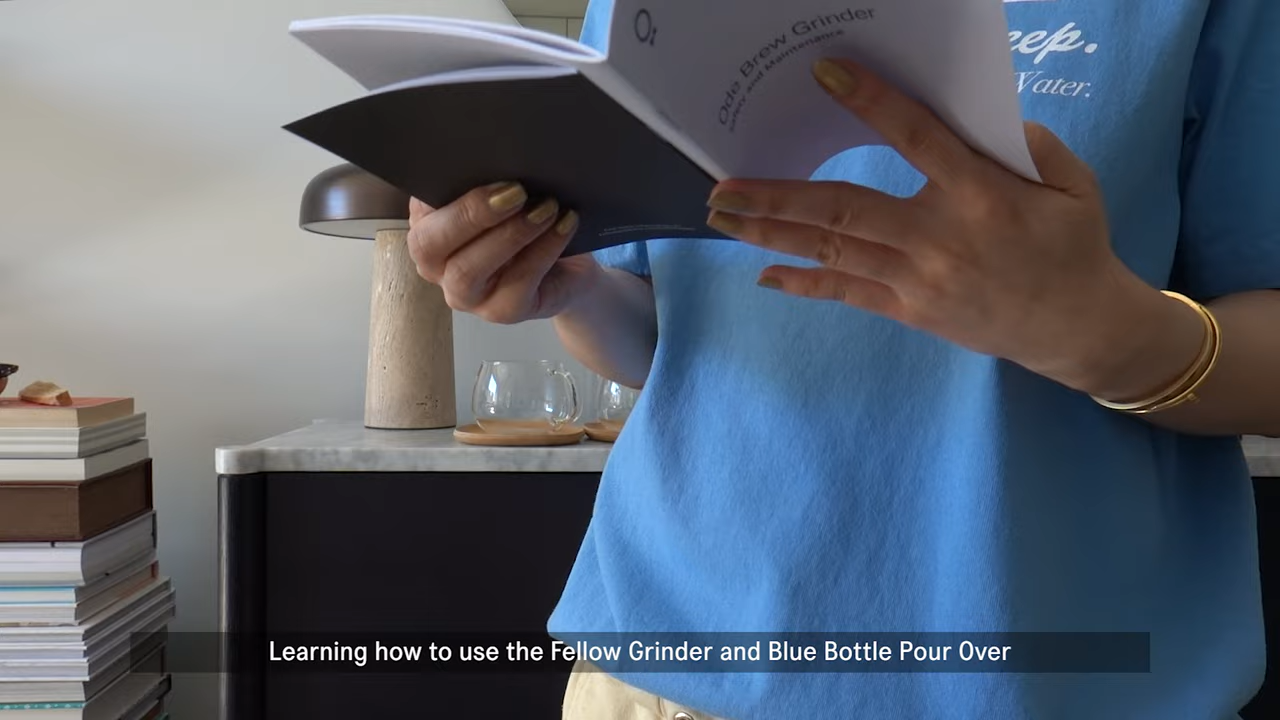 Ode Brew Grinder
Safety and Maintenance
eep.
Water.
Learning how to use the Fellow Grinder and Blue Bottle Pour Over